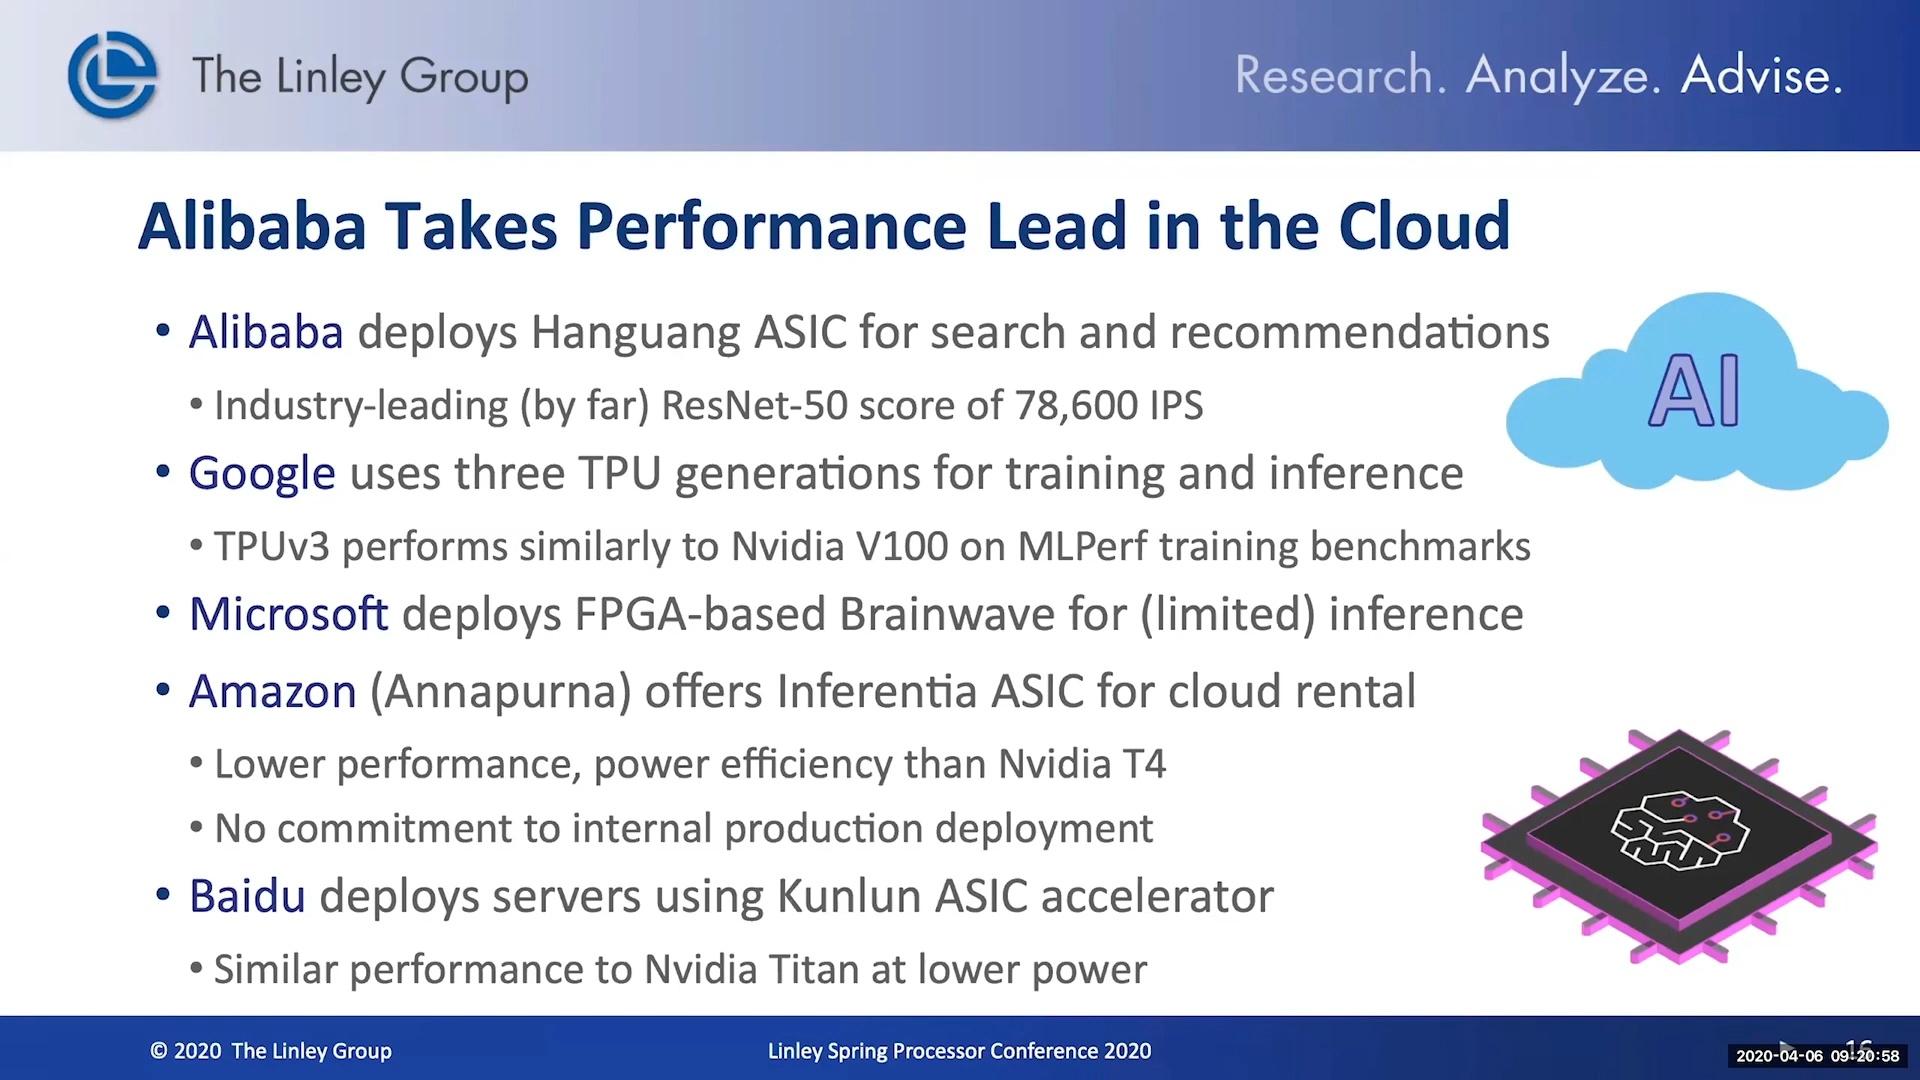 The Linley Group
Research. Analyze. Advise.
Alibaba Takes Performance Lead in the Cloud
• Alibaba deploys Hanguang ASIC for search and recommendations
• Industry-leading (by far) ResNet-50 score of 78,600 IPS
• Google uses three TPU generations for training and inference
• TPUv3 performs similarly to Nvidia V100 on MLPerf training benchmarks
• Microsoft deploys FPGA-based Brainwave for (limited) inference
• Amazon (Annapurna) offers Inferentia ASIC for cloud rental
• Lower performance, power efficiency than Nvidia T4
• No commitment to internal production deployment
• Baidu deploys servers using Kunlun ASIC accelerator
• Similar performance to Nvidia Titan at lower power
AI
© 2020 The Linley Group
Linley Spring Processor Conference 2020
16
2020-04-06 09:20:58